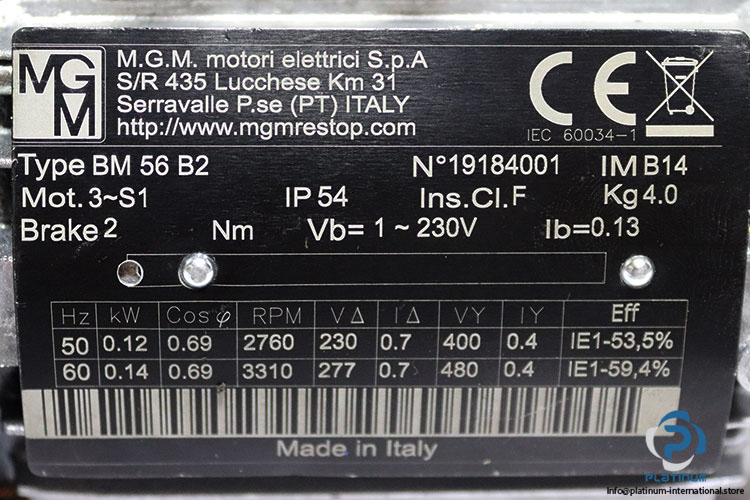 MGM
M.G.M. motori elettrici S.p.A
S/R 435 Lucchese Km 31
Serravalle P.se (PT) ITALY
http://www.mgmrestop.com
CE
IEC 60034-1
Type BM 56 B2 N°19184001 IM B14
Mot. 3~S1 IP 54 Ins.Cl. F Kg 4.0
Brake 2 Nm Vb= 1 ~ 230V Ib=0.13
Hz kW Cosφ RPM VΔ IΔ VY IY Eff
50 0.12 0.69 2760 230 0.7 400 0.4 IE1-53,5%
60 0.14 0.69 3310 277 0.7 480 0.4 IE1-59,4%
Made in Italy
PLATINUM
info@platinum-international.store